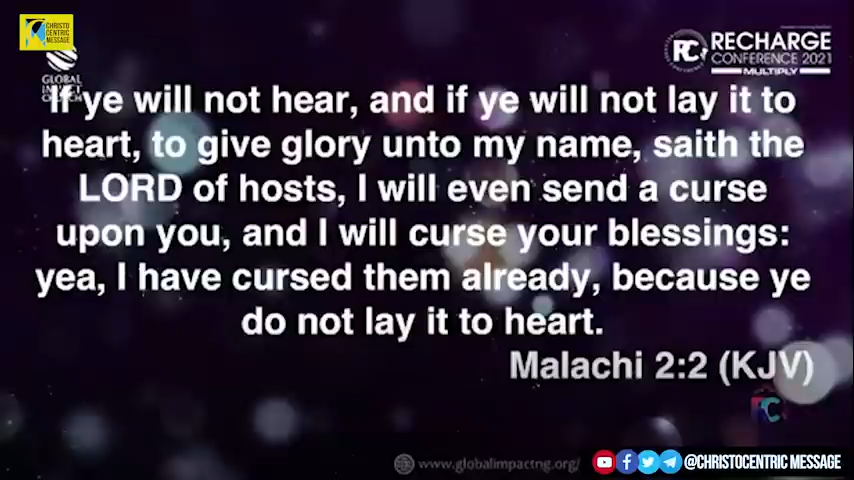 CHRISTO
CENTRIC
MESSAGE
GLOBAL
IMPACT
CHURCH
RC
RECHARGE
CONFERENCE 2021
MULTIPLY
If ye will not hear, and if ye will not lay it to
heart, to give glory unto my name, saith the
LORD of hosts, I will even send a curse
upon you, and I will curse your blessings:
yea, I have cursed them already, because ye
do not lay it to heart.
Malachi 2:2 (KJV)
RC
www.globalimpactng.org/
@CHRISTOCENTRIC MESSAGE